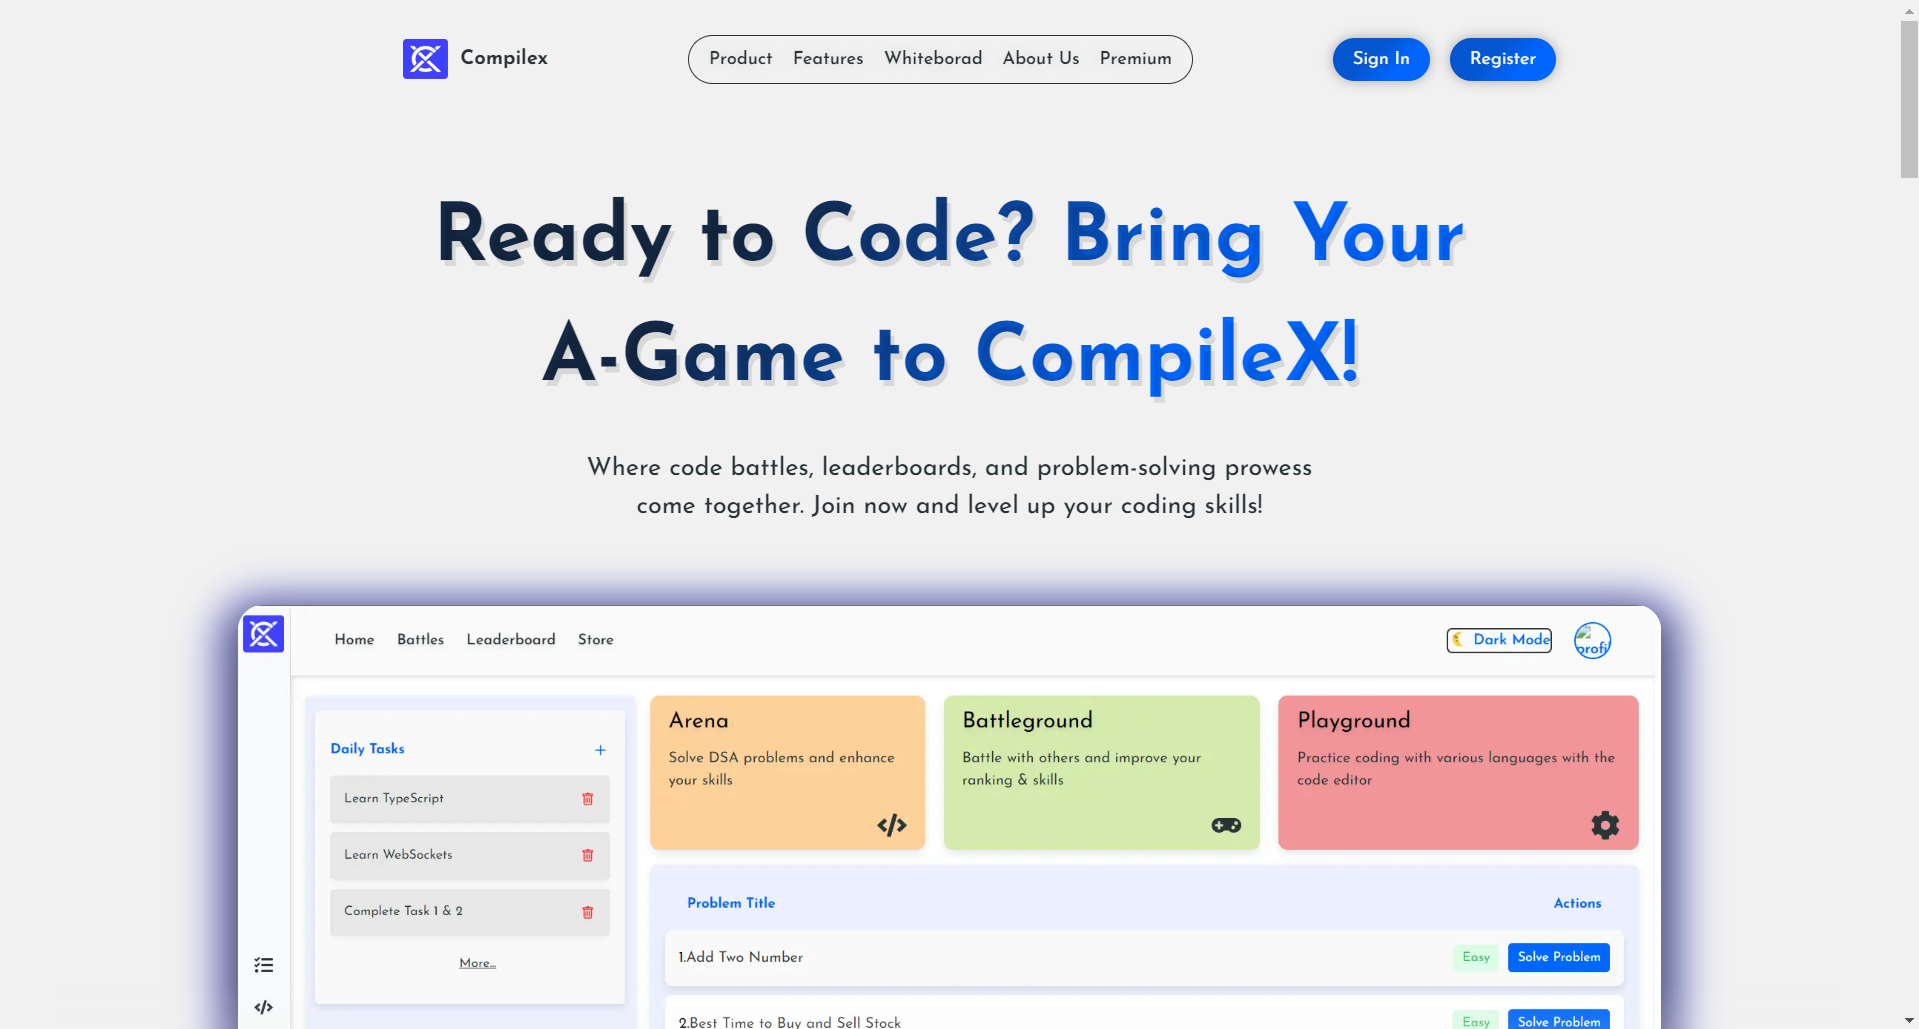 Compilex
Product Features Whiteborad About Us Premium
Sign In
Register
Ready to Code? Bring Your
A-Game to CompileX!
Where code battles, leaderboards, and problem-solving prowess
come together. Join now and level up your coding skills!
Home Battles Leaderboard Store
Dark Mode
profi
Daily Tasks
+
Learn TypeScript
Learn WebSockets
Complete Task 1 & 2
More...
Arena
Solve DSA problems and enhance
your skills
</>
Battleground
Battle with others and improve your
ranking & skills
Playground
Practice coding with various languages with the
code editor
Problem Title
Actions
1.Add Two Number
Easy
Solve Problem
2.Best Time to Buy and Sell Stock
Easy
Solve Problem
</>